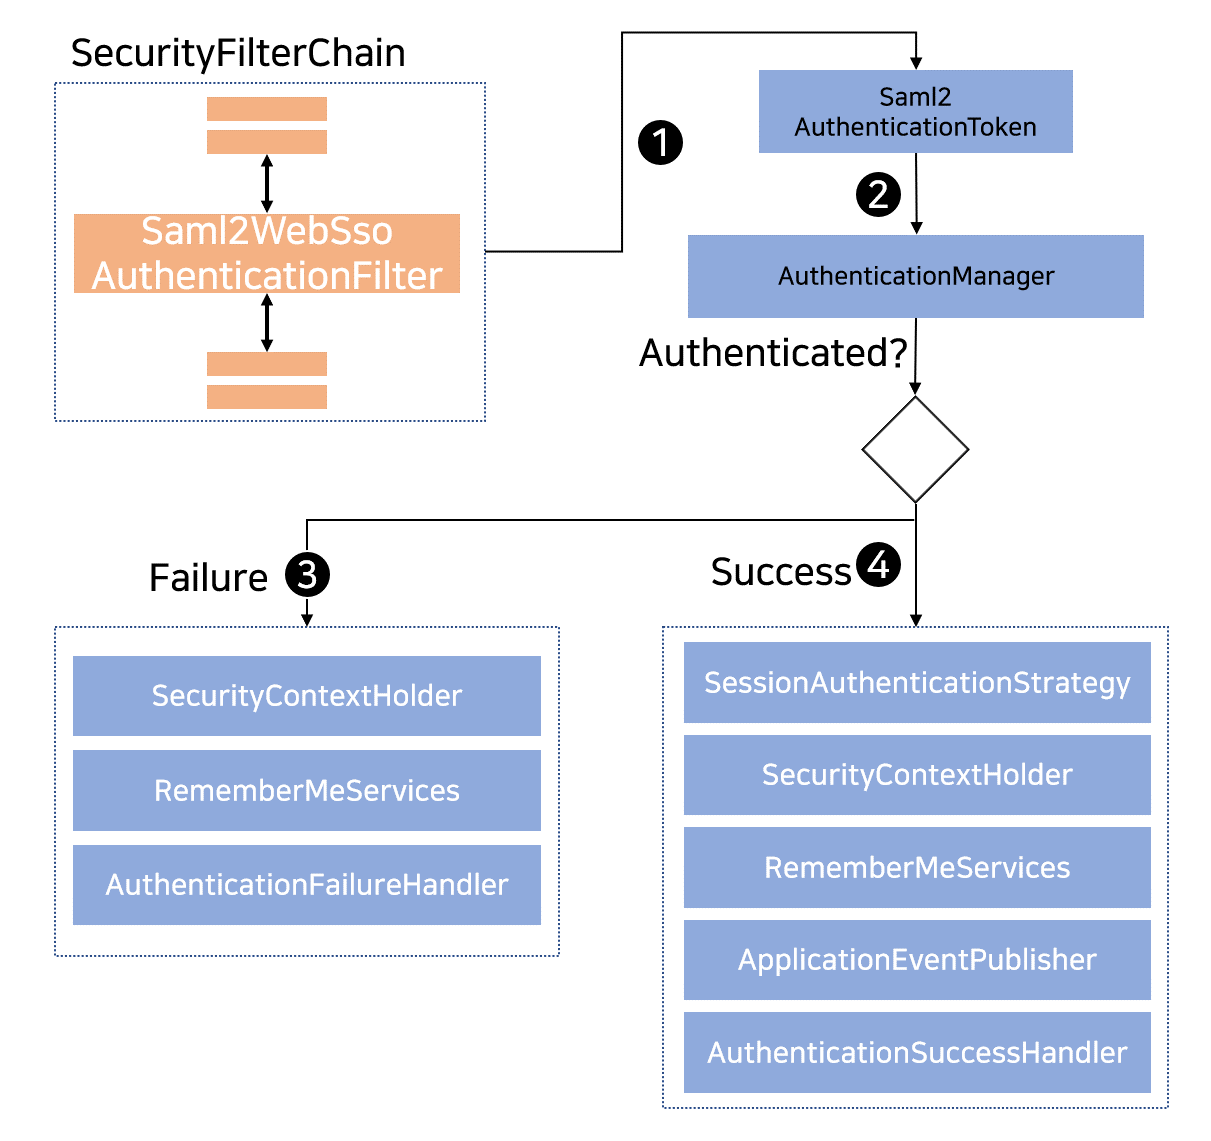 SecurityFilterChain
Saml2WebSso
AuthenticationFilter
1
Saml2
AuthenticationToken
2
AuthenticationManager
Authenticated?
Failure
3
Success
4
SecurityContextHolder
RememberMeServices
AuthenticationFailureHandler
SessionAuthenticationStrategy
SecurityContextHolder
RememberMeServices
ApplicationEventPublisher
AuthenticationSuccessHandler